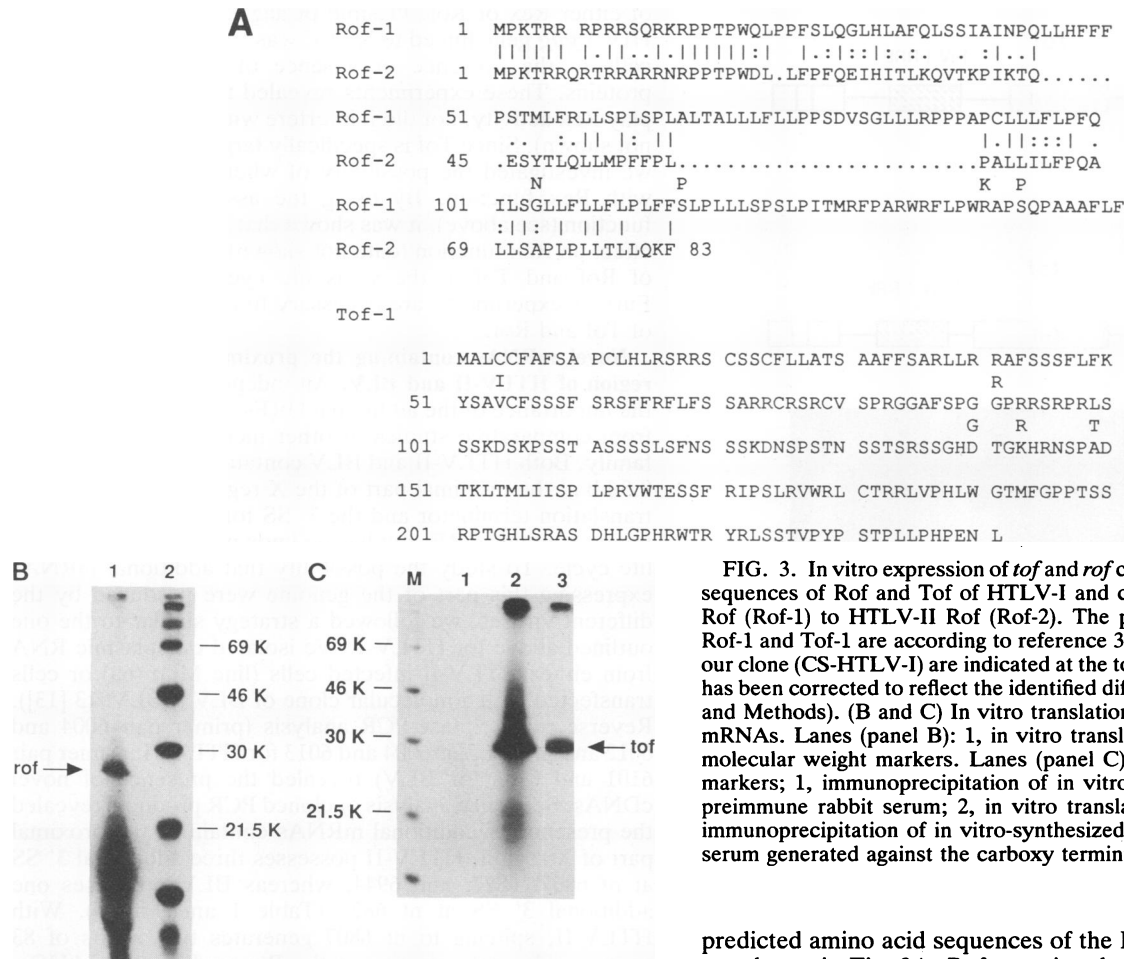 A
Rof-1 1 MPKTRR RPRRSQRKRPPTPWQLPPFSLQGLHLAFQLSSIAINPQLLHFFF
|||||| |.||.|.||||||:| |.:|::|:.. .. .:|..|
Rof-2 1 MPKTRRQRTRRARRNRPPTPWDL.LFPFQEIHITLKQVTKPIKTQ......
Rof-1 51 PSTMLFRLLSPLSPLALTALLLFLLPPSDVSGLLLRPPPAPCLLLFLPFQ
Rof-2 45 .ESYTLQLLMPFFPL.........................PALLILFPQA
N P K P
Rof-1 101 ILSGLLFLLFLPLFFSLPLLLSPSLPITMRFPARWRFLPWRAPSQPAAAFLF
Rof-2 69 LLSAPLPLLTLLQKF 83
Tof-1
1 MALCCFAFSA PCLHLRSRRS CSSCFLLATS AAFFSARLLR RAFSSSFLFK
I R
51 YSAVCFSSSF SRSFFRFLFS SARRCRSRCV SPRGGAFSPG GPRRSRPRLS
G R T
101 SSKDSKPSST ASSSSLSFNS SSKDNSPSTN SSTSRSSGHD TGKHRNSPAD
151 TKLTMLIISP LPRVWTESSF RIPSLRVWRL CTRRLVPHLW GTMFGPPTSS
201 RPTGHLSRAS DHLGPHRWTR YRLSSTVPYP STPLLPHPEN L
B 1 2
69 K
46 K
30 K
rof
21.5 K
C M 1 2 3
69 K
46 K
30 K
tof
21.5 K
FIG. 3. In vitro expression of tof and rof c
sequences of Rof and Tof of HTLV-I and c
Rof (Rof-1) to HTLV-II Rof (Rof-2). The p
Rof-1 and Tof-1 are according to reference 3
our clone (CS-HTLV-I) are indicated at the to
has been corrected to reflect the identified dif
and Methods). (B and C) In vitro translation
mRNAs. Lanes (panel B): 1, in vitro transl
molecular weight markers. Lanes (panel C)
markers; 1, immunoprecipitation of in vitro
preimmune rabbit serum; 2, in vitro transla
immunoprecipitation of in vitro-synthesized
serum generated against the carboxy termin
predicted amino acid sequences of the